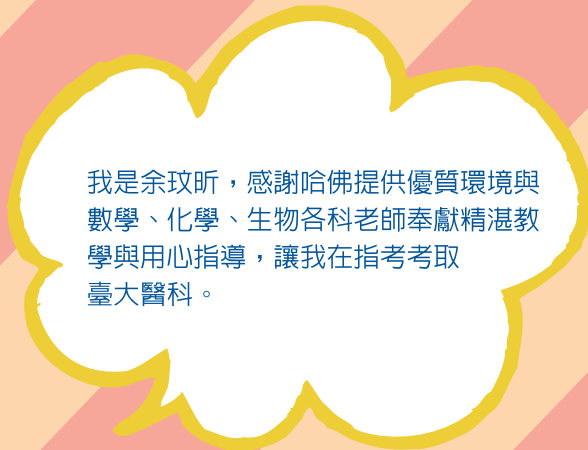 我是余玟昕，感謝哈佛提供優質環境與
數學、化學、生物各科老師奉獻精湛教
學與用心指導，讓我在指考考取
臺大醫科。